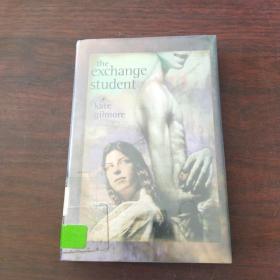 the
exchange
student
kate
gilmore